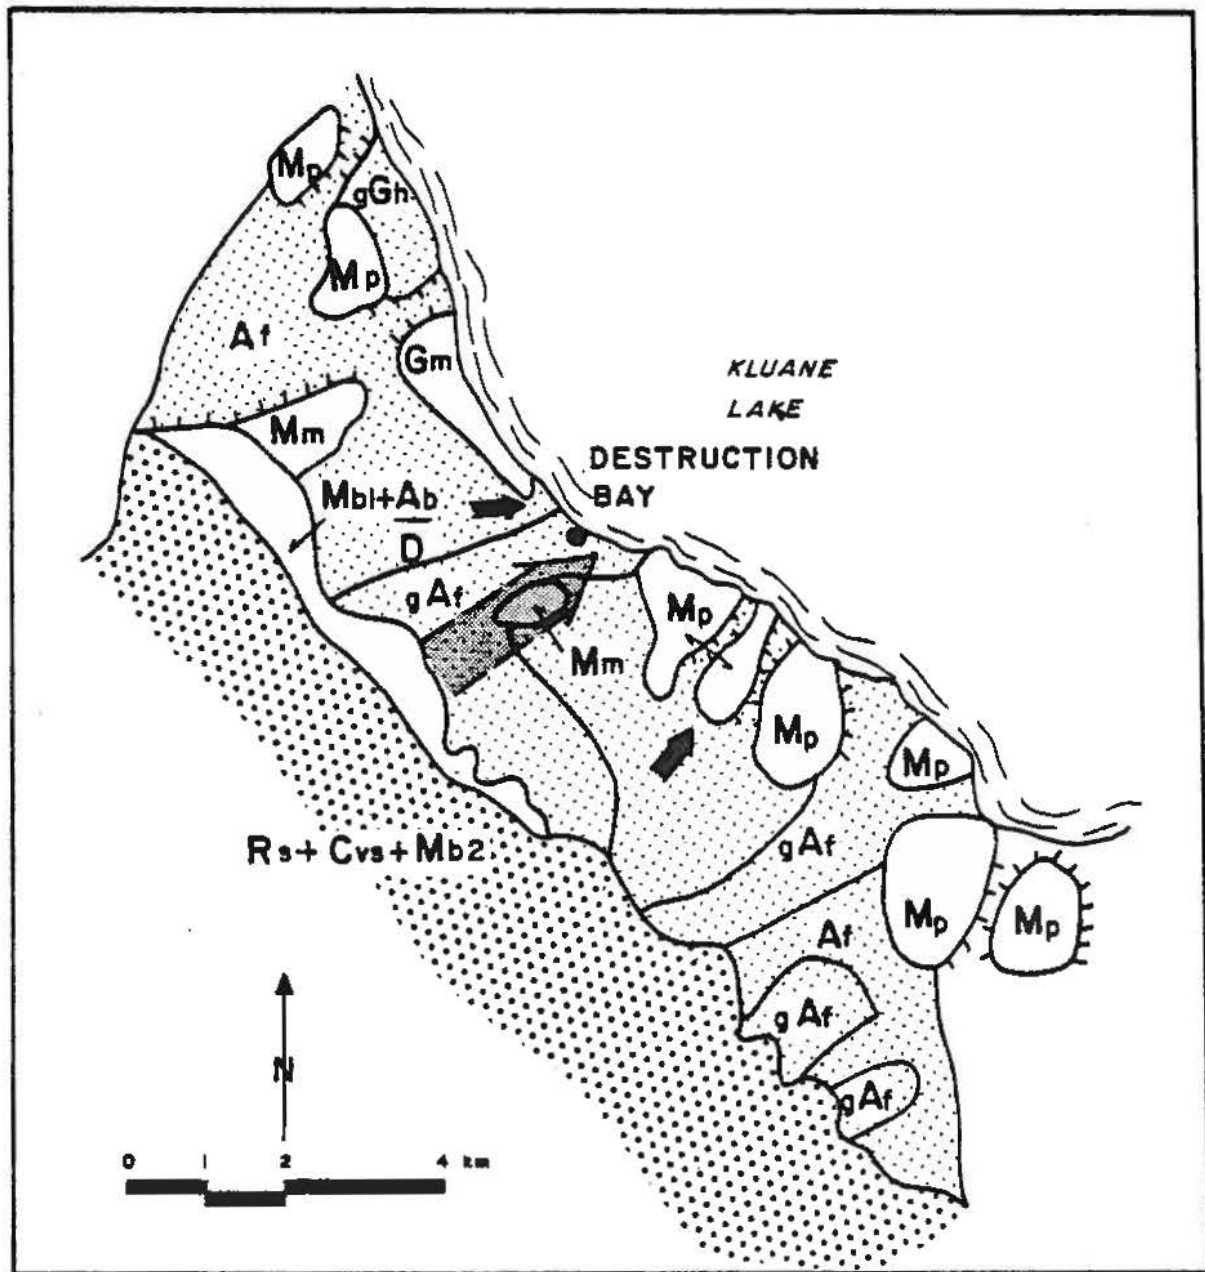 Mp
gGh
Mp
Af
Gm
KLUANE
LAKE
Mm
DESTRUCTION
BAY
Mb1+Ab
D
gAf
Mp
Mm
Mp
Mp
Rs+Cvs+Mb2
gAf
Mp
Mp
Af
gAf
N
gAf
0 1 2 4 km